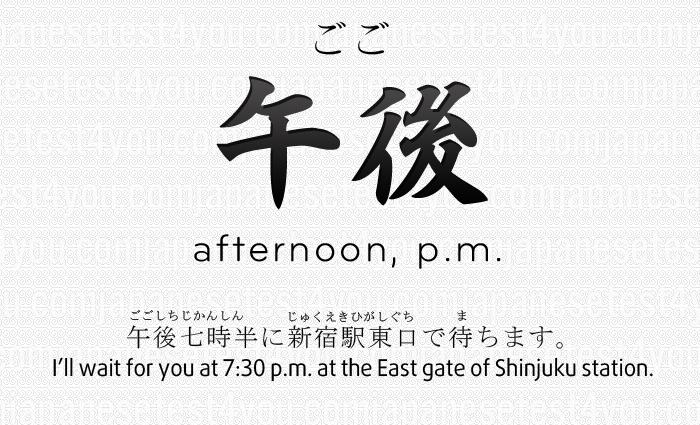 ごご
午後
afternoon, p.m.
ごごしちじかんしん じゅくえきひがしぐち ま
午後七時半に新宿駅東口で待ちます。
I'll wait for you at 7:30 p.m. at the East gate of Shinjuku station.